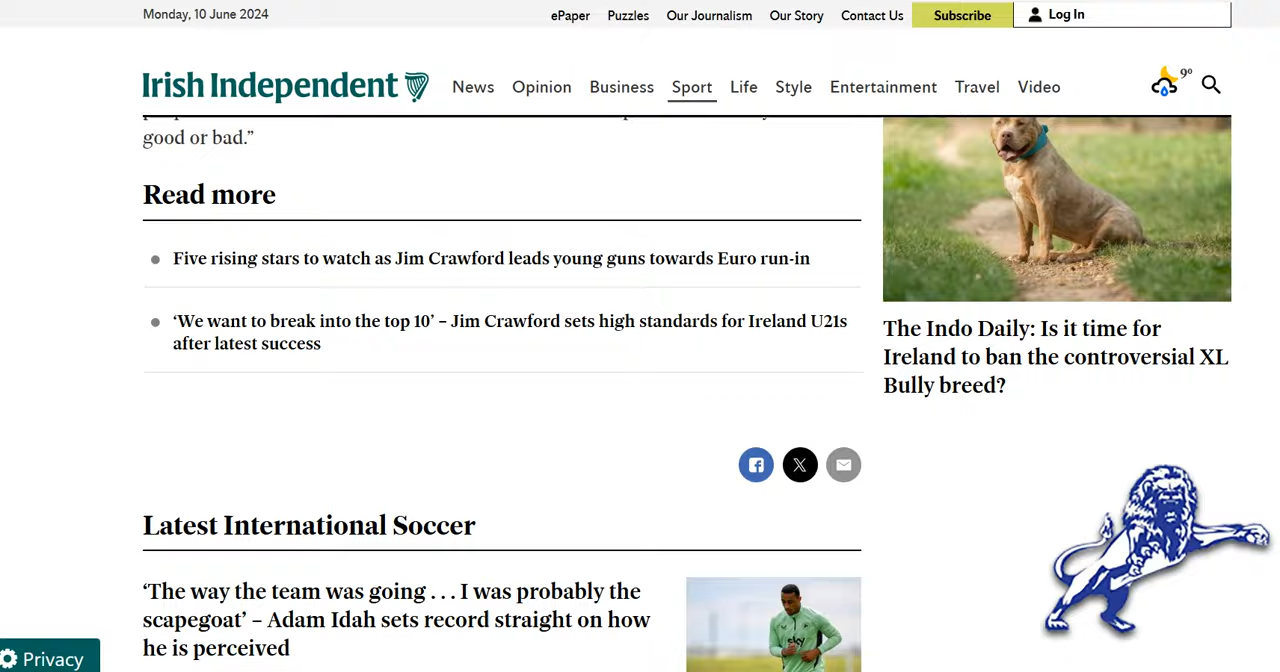 Monday, 10 June 2024
ePaper Puzzles Our Journalism Our Story Contact Us Subscribe Log In
Irish Independent News Opinion Business Sport Life Style Entertainment Travel Video 9°
good or bad.”
Read more
Five rising stars to watch as Jim Crawford leads young guns towards Euro run-in
‘We want to break into the top 10’ – Jim Crawford sets high standards for Ireland U21s
after latest success
The Indo Daily: Is it time for
Ireland to ban the controversial XL
Bully breed?
Latest International Soccer
‘The way the team was going . . . I was probably the
scapegoat’ – Adam Idah sets record straight on how
he is perceived
sky
Privacy